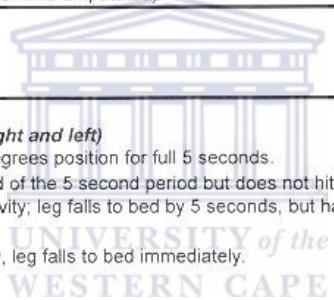 ght and left)
grees position for full 5 seconds.
d of the 5 second period but does not hit
vity; leg falls to bed by 5 seconds, but ha
UNIVERSITY of the
, leg falls to bed immediately.
WESTERN CAPE